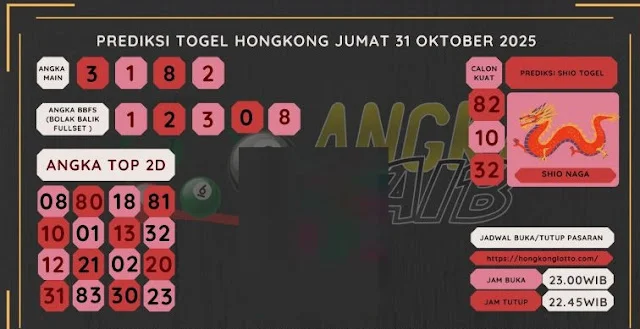 PREDIKSI TOGEL HONGKONG JUMAT 31 OKTOBER 2025
ANGKA
MAIN
3 1 8 2
ANGKA BBFS
(BOLAK BALIK
FULLSET )
1 2 3 0 8
ANGKA TOP 2D
08 80 18 81
10 01 13 32
12 21 02 20
31 83 30 23
CALON
KUAT
82
10
32
PREDIKSI SHIO TOGEL
SHIO NAGA
JADWAL BUKA/TUTUP PASARAN
https://hongkonglotto.com/
JAM BUKA 23.00WIB
JAM TUTUP 22.45WIB
6